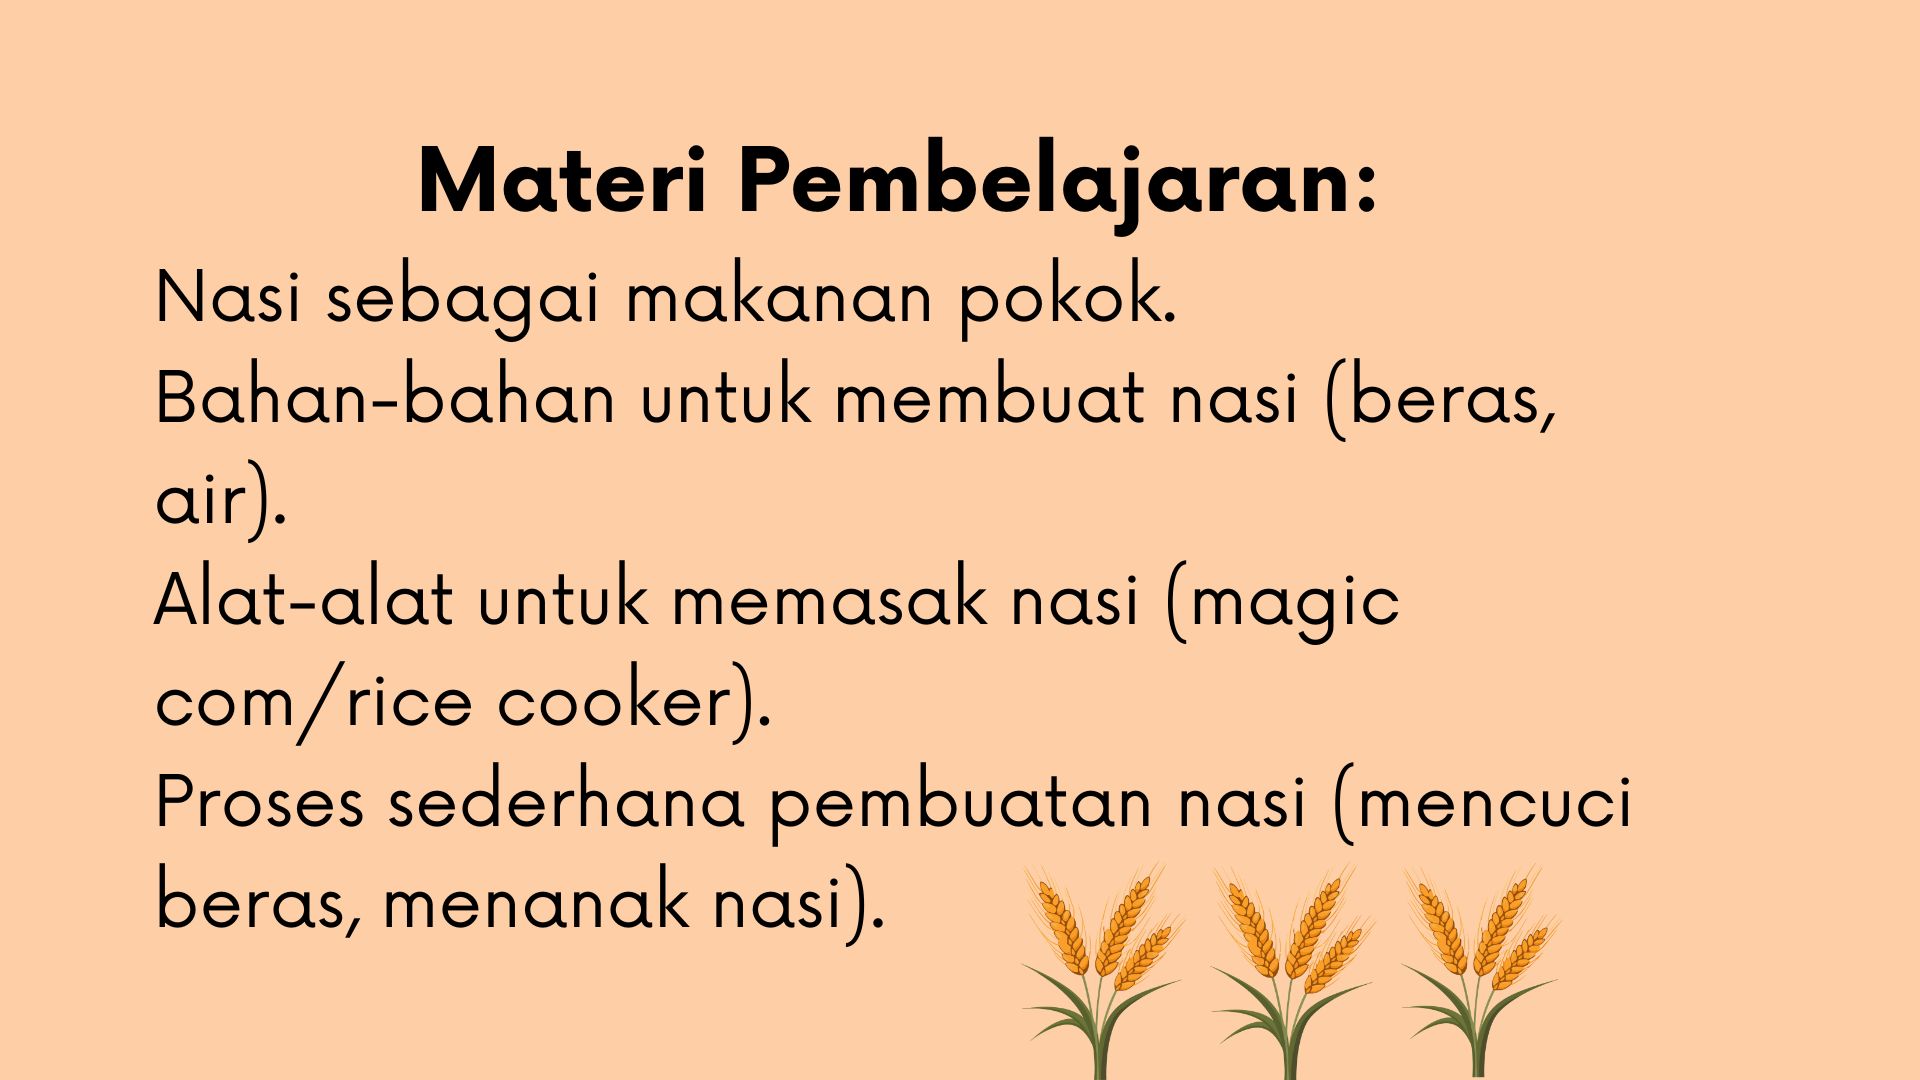 Materi Pembelajaran:
Nasi sebagai makanan pokok.
Bahan-bahan untuk membuat nasi (beras,
air).
Alat-alat untuk memasak nasi (magic
com/rice cooker).
Proses sederhana pembuatan nasi (mencuci
beras, menanak nasi).